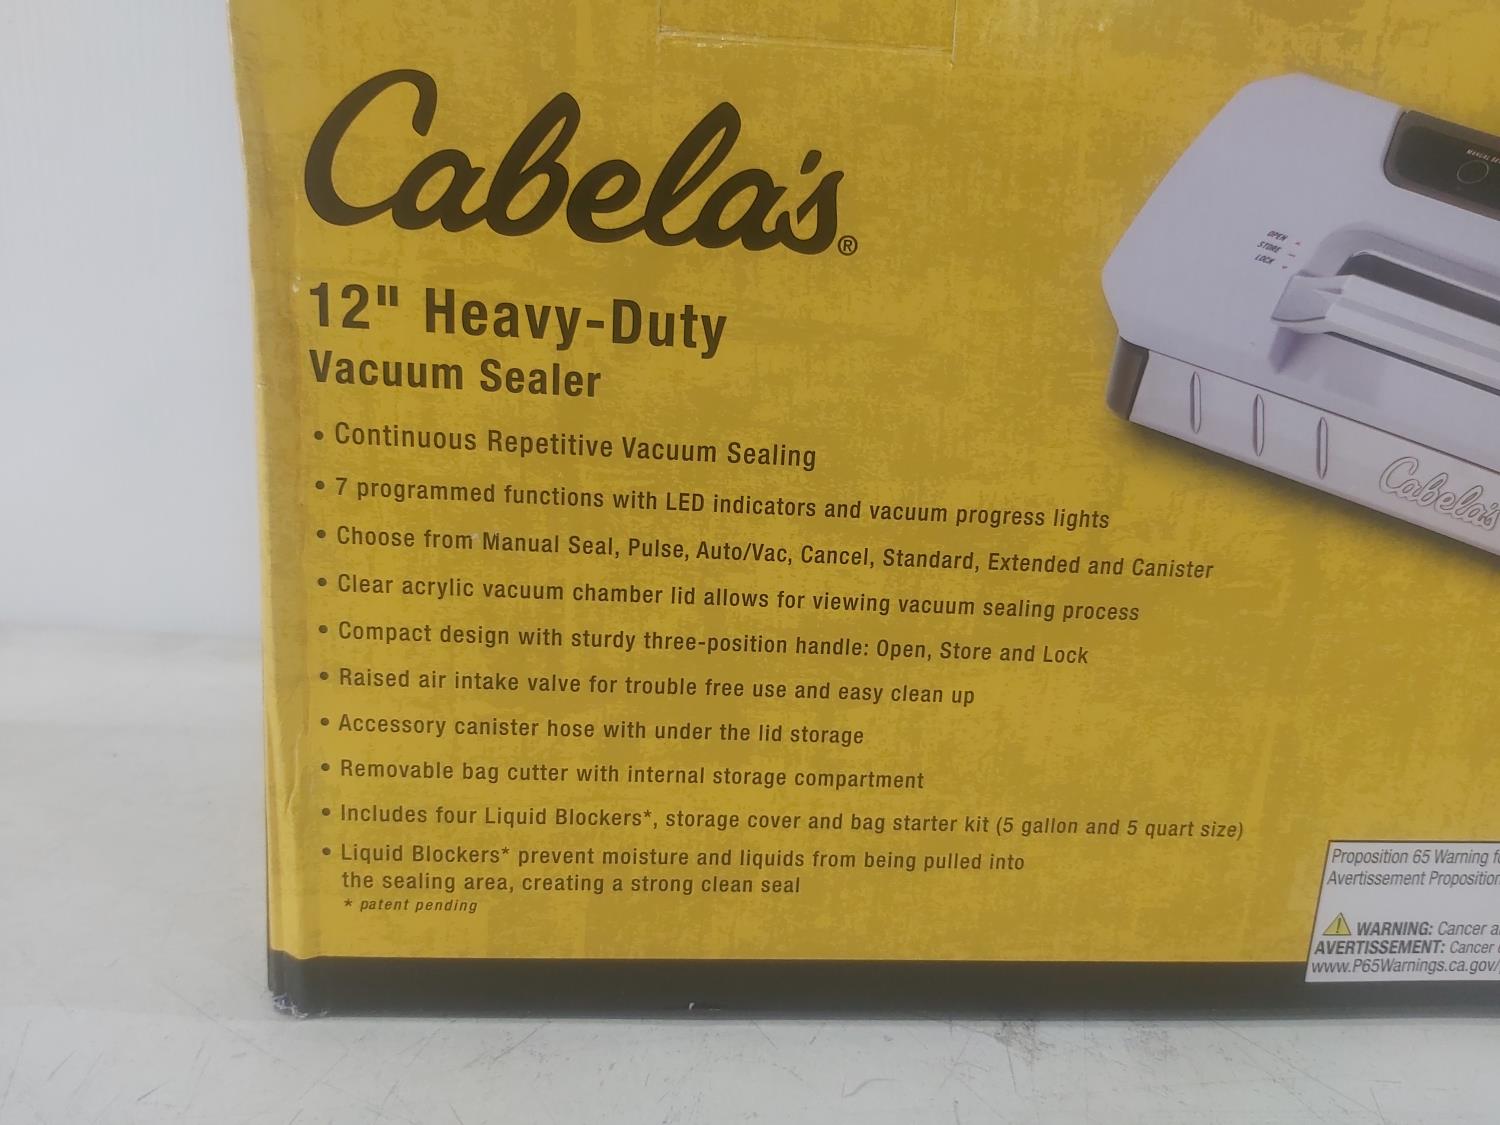 Cabela's®
12" Heavy-Duty
Vacuum Sealer
• Continuous Repetitive Vacuum Sealing
• 7 programmed functions with LED indicators and vacuum progress lights
• Choose from Manual Seal, Pulse, Auto/Vac, Cancel, Standard, Extended and Canister
• Clear acrylic vacuum chamber lid allows for viewing vacuum sealing process
• Compact design with sturdy three-position handle: Open, Store and Lock
• Raised air intake valve for trouble free use and easy clean up
• Accessory canister hose with under the lid storage
• Removable bag cutter with internal storage compartment
• Includes four Liquid Blockers*, storage cover and bag starter kit (5 gallon and 5 quart size)
• Liquid Blockers* prevent moisture and liquids from being pulled into
the sealing area, creating a strong clean seal
* patent pending
MANUAL
OPEN
STORE
LOCK
Cabela's
Proposition 65 Warning
Avertissement Proposition
WARNING: Cancer
AVERTISSEMENT: Cancer
www.P65Warnings.ca.gov/